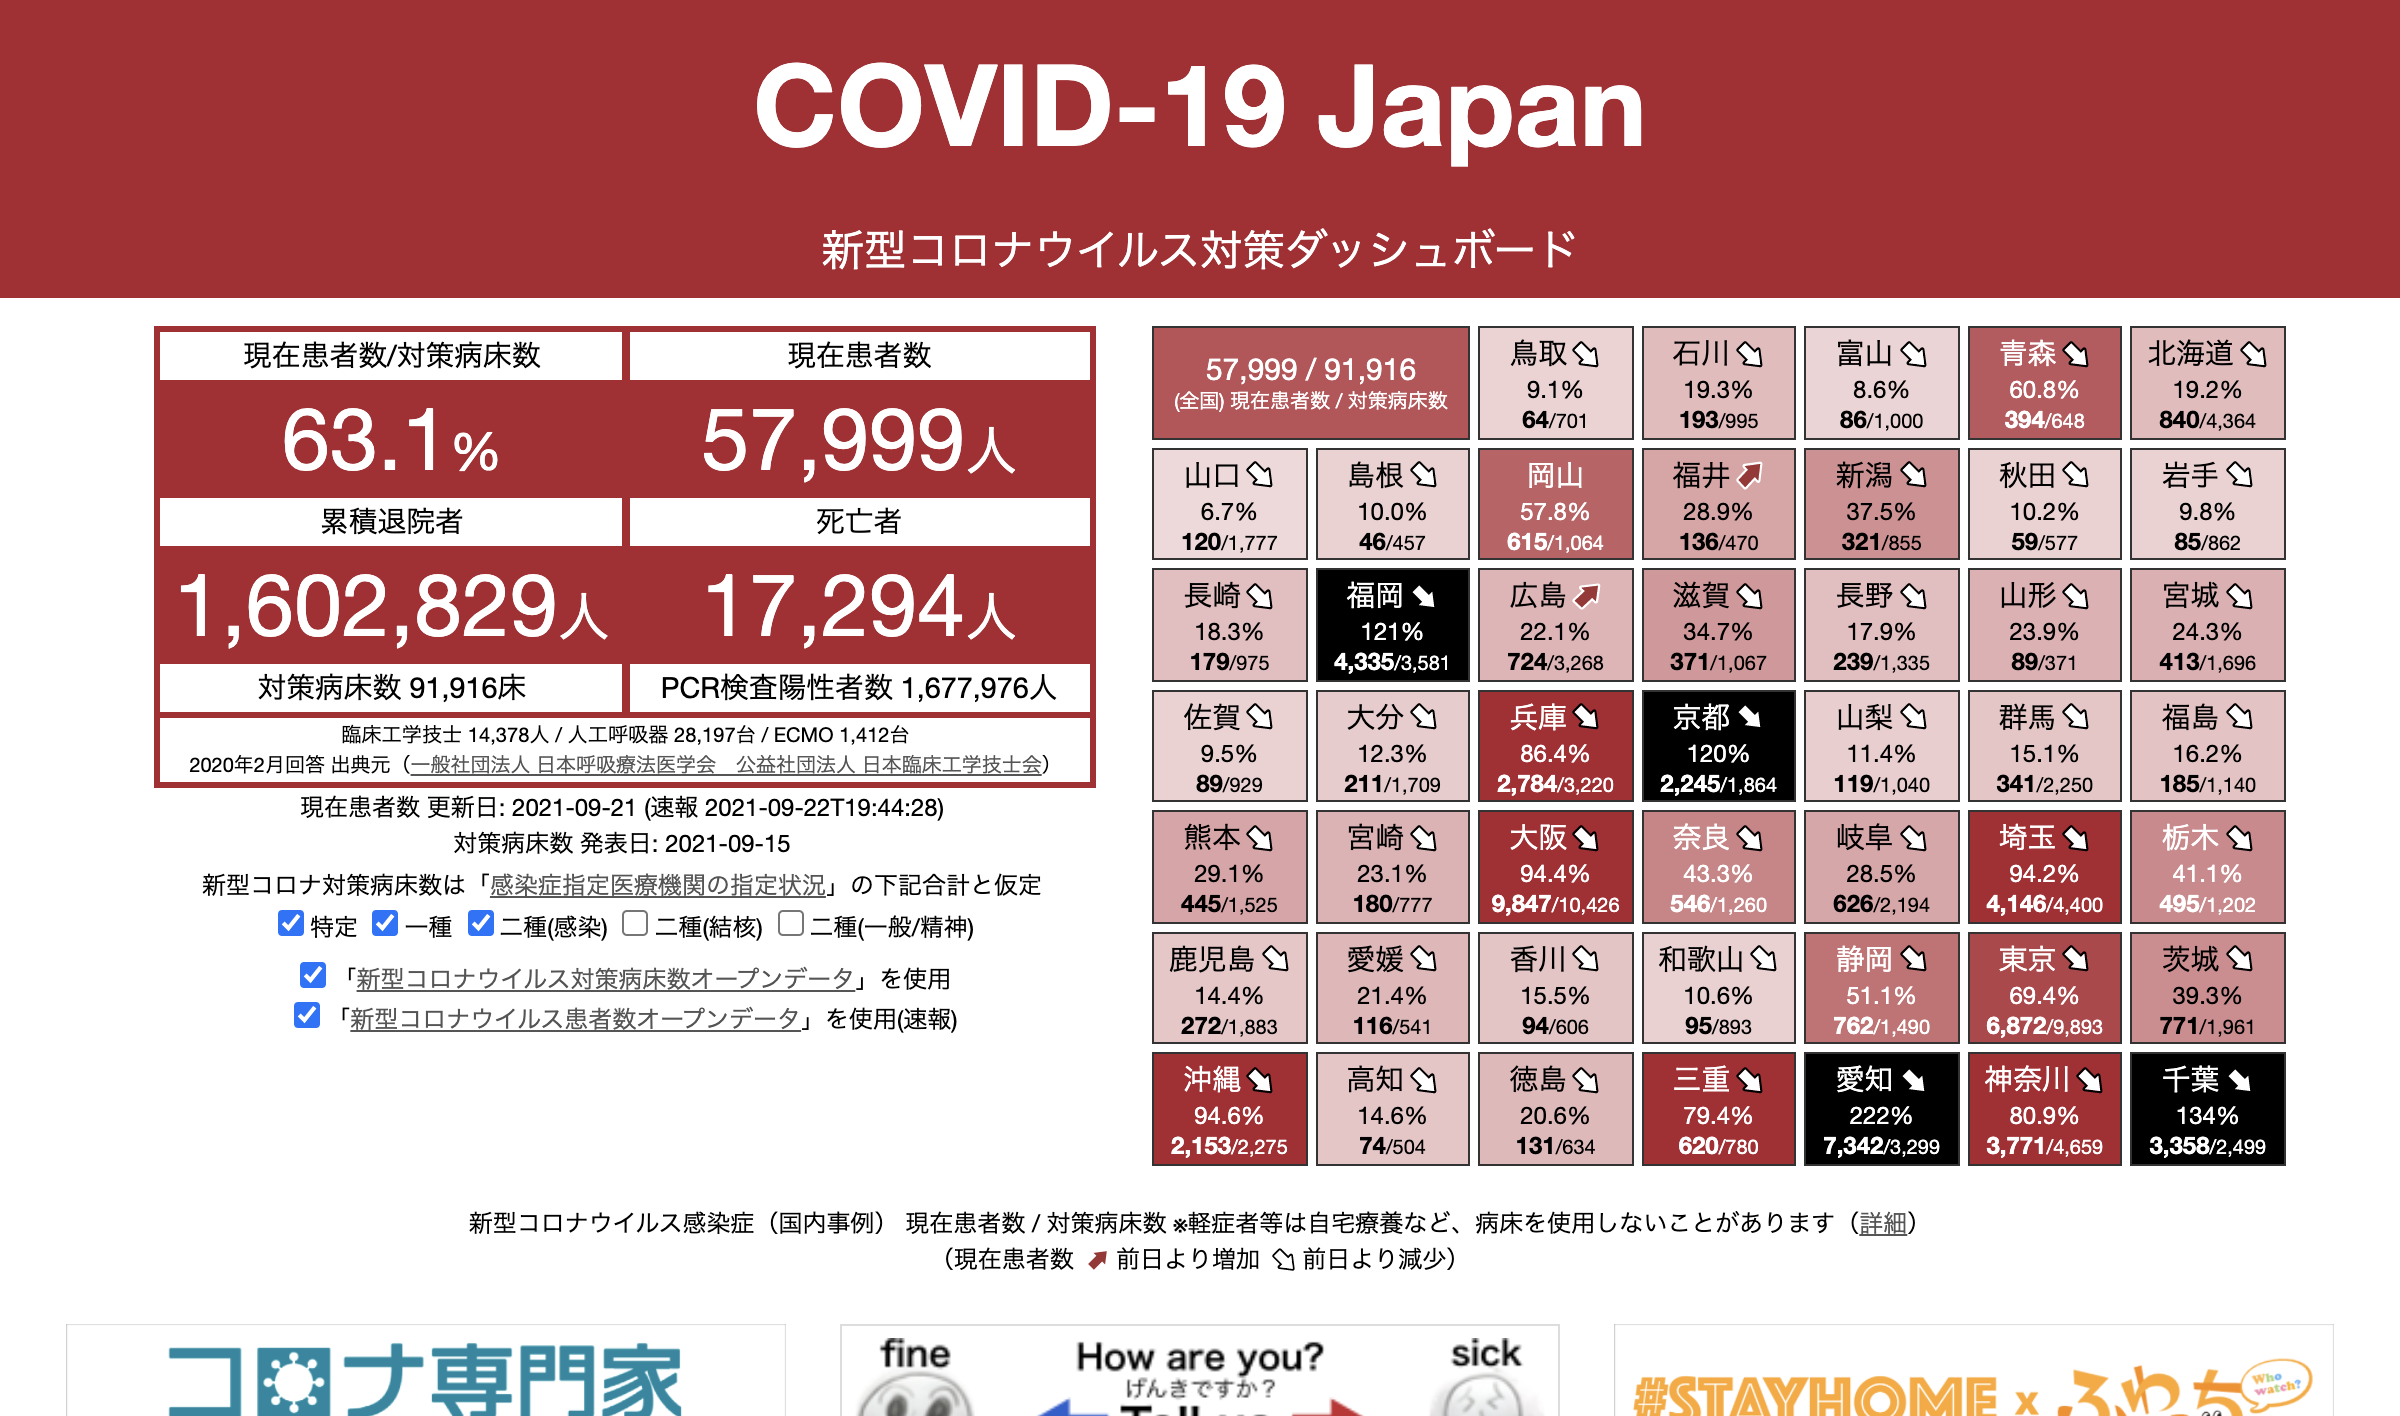 COVID-19 Japan
新型コロナウイルス対策ダッシュボード
現在患者数/対策病床数
現在患者数
63.1%
57,999人
累積退院者
死亡者
1,602,829人
17,294人
対策病床数 91,916床
PCR検査陽性者数 1,677,976人
臨床工学技士 14,378人 / 人工呼吸器 28,197台 / ECMO 1,412台
2020年2月回答 出典元（一般社団法人 日本呼吸療法医学会　公益社団法人 日本臨床工学技士会）
現在患者数 更新日: 2021-09-21 (速報 2021-09-22T19:44:28)
対策病床数 発表日: 2021-09-15
新型コロナ対策病床数は「感染症指定医療機関の指定状況」の下記合計と仮定
特定 一種 二種(感染) 二種(結核) 二種(一般/精神)
「新型コロナウイルス対策病床数オープンデータ」を使用
「新型コロナウイルス患者数オープンデータ」を使用(速報)
57,999 / 91,916
(全国) 現在患者数 / 対策病床数
鳥取
9.1%
64/701
石川
19.3%
193/995
富山
8.6%
86/1,000
青森
60.8%
394/648
北海道
19.2%
840/4,364
山口
6.7%
120/1,777
島根
10.0%
46/457
岡山
57.8%
615/1,064
福井
28.9%
136/470
新潟
37.5%
321/855
秋田
10.2%
59/577
岩手
9.8%
85/862
長崎
18.3%
179/975
福岡
121%
4,335/3,581
広島
22.1%
724/3,268
滋賀
34.7%
371/1,067
長野
17.9%
239/1,335
山形
23.9%
89/371
宮城
24.3%
413/1,696
佐賀
9.5%
89/929
大分
12.3%
211/1,709
兵庫
86.4%
2,784/3,220
京都
120%
2,245/1,864
山梨
11.4%
119/1,040
群馬
15.1%
341/2,250
福島
16.2%
185/1,140
熊本
29.1%
445/1,525
宮崎
23.1%
180/777
大阪
94.4%
9,847/10,426
奈良
43.3%
546/1,260
岐阜
28.5%
626/2,194
埼玉
94.2%
4,146/4,400
栃木
41.1%
495/1,202
鹿児島
14.4%
272/1,883
愛媛
21.4%
116/541
香川
15.5%
94/606
和歌山
10.6%
95/893
静岡
51.1%
762/1,490
東京
69.4%
6,872/9,893
茨城
39.3%
771/1,961
沖縄
94.6%
2,153/2,275
高知
14.6%
74/504
徳島
20.6%
131/634
三重
79.4%
620/780
愛知
222%
7,342/3,299
神奈川
80.9%
3,771/4,659
千葉
134%
3,358/2,499
新型コロナウイルス感染症（国内事例） 現在患者数 / 対策病床数 ※軽症者等は自宅療養など、病床を使用しないことがあります（詳細）
（現在患者数 前日より増加 前日より減少）
コロナ専門家
fine
How are you?
sick
げんきですか？
#STAYHOME x ふわっち
Who watch?